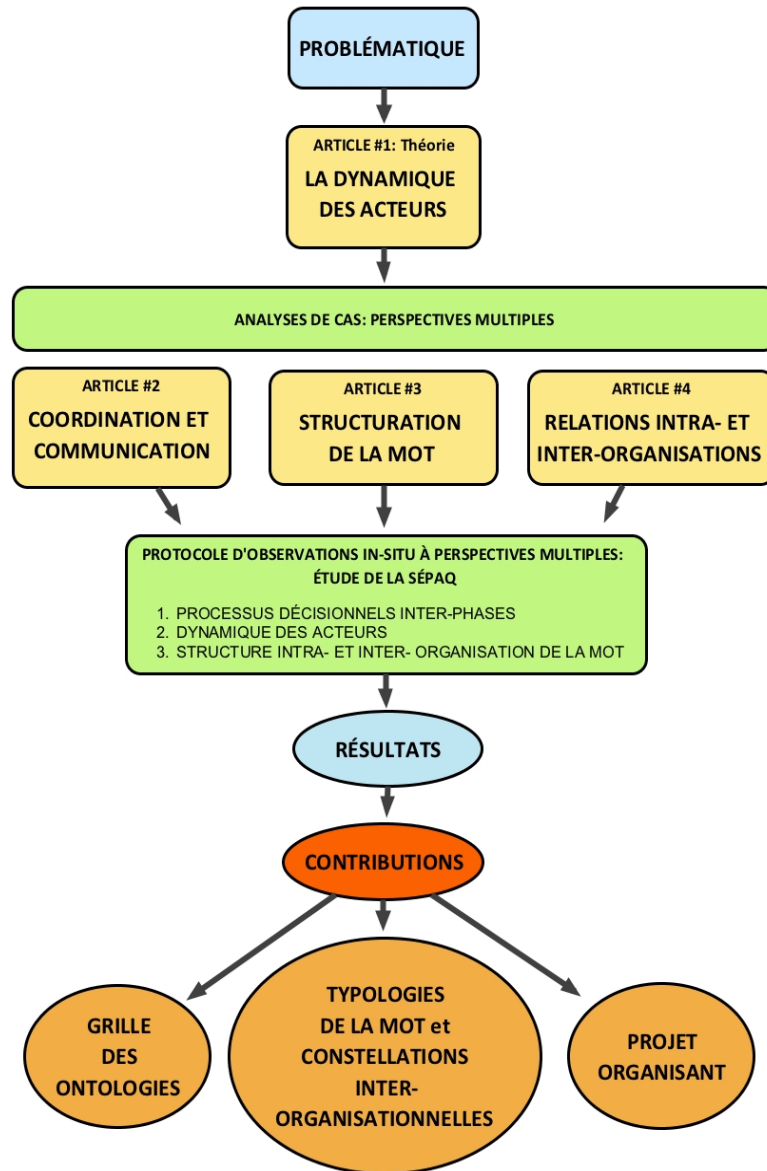 PROBLÉMATIQUE
ARTICLE #1: Théorie
LA DYNAMIQUE
DES ACTEURS
ANALYSES DE CAS: PERSPECTIVES MULTIPLES
ARTICLE #2
COORDINATION ET
COMMUNICATION
ARTICLE #3
STRUCTURATION
DE LA MOT
ARTICLE #4
RELATIONS INTRA- ET
INTER-ORGANISATIONS
PROTOCOLE D'OBSERVATIONS IN-SITU À PERSPECTIVES MULTIPLES:
ÉTUDE DE LA SÉPAQ
1. PROCESSUS DÉCISIONNELS INTER-PHASES
2. DYNAMIQUE DES ACTEURS
3. STRUCTURE INTRA- ET INTER- ORGANISATION DE LA MOT
RÉSULTATS
CONTRIBUTIONS
GRILLE
DES
ONTOLOGIES
TYPOLOGIES
DE LA MOT et
CONSTELLATIONS
INTER-
ORGANISATIONNELLES
PROJET
ORGANISANT